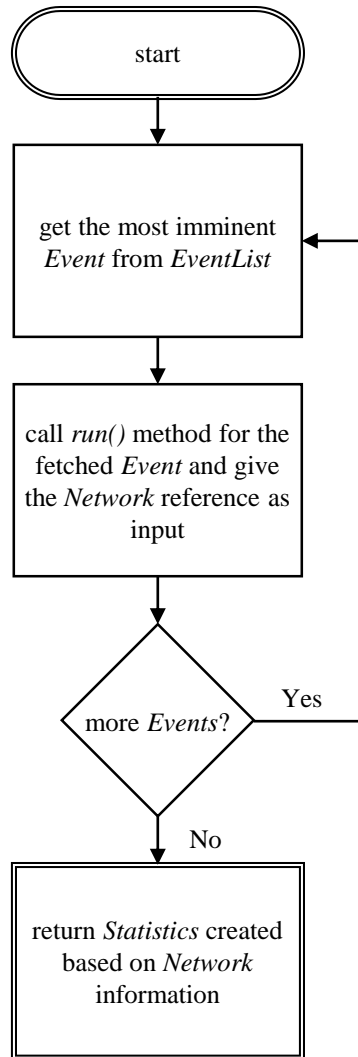 start
get the most imminent
Event from EventList
call run() method for the
fetched Event and give
the Network reference as
input
more Events?
Yes
No
return Statistics created
based on Network
information